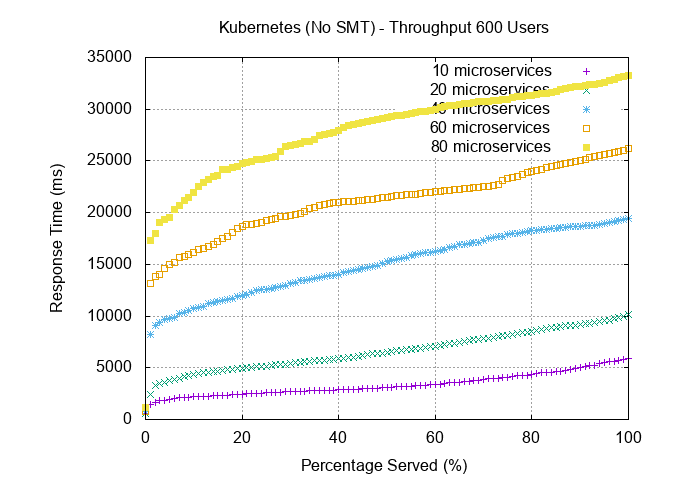 Kubernetes (No SMT) - Throughput 600 Users
35000
30000
25000
20000
15000
10000
5000
0
0
20
40
60
80
100
Response Time (ms)
Percentage Served (%)
10 microservices
20 microservices
40 microservices
60 microservices
80 microservices